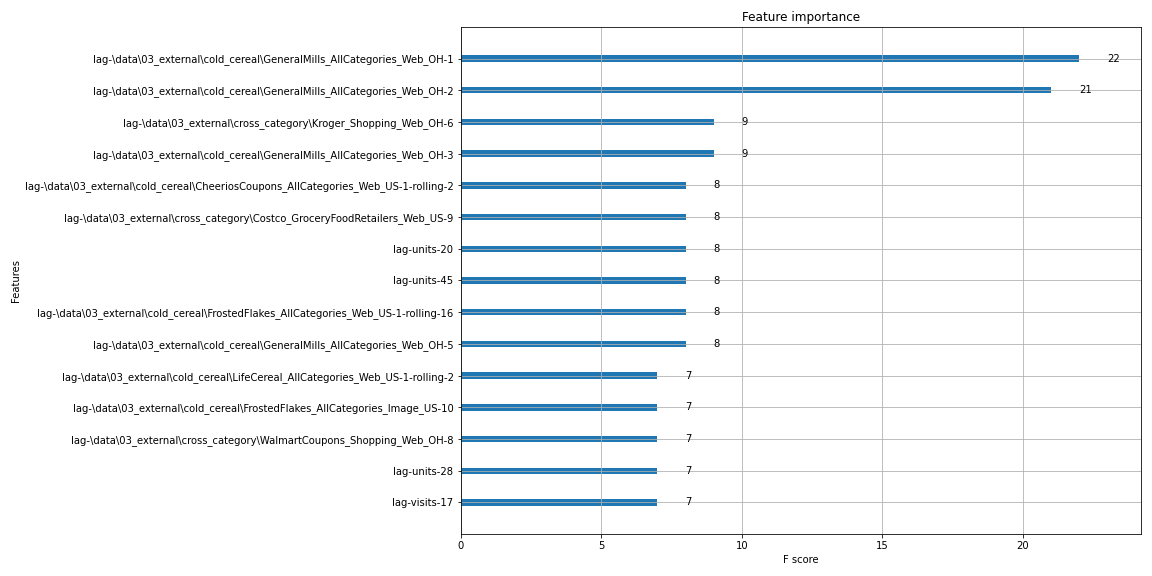 Feature importance
lag-\data\03_external\cold_cereal\GeneralMills_AllCategories_Web_OH-1 22
lag-\data\03_external\cold_cereal\GeneralMills_AllCategories_Web_OH-2 21
lag-\data\03_external\cross_category\Kroger_Shopping_Web_OH-6 9
lag-\data\03_external\cold_cereal\GeneralMills_AllCategories_Web_OH-3 9
lag-\data\03_external\cold_cereal\CheeriosCoupons_AllCategories_Web_US-1-rolling-2 8
lag-\data\03_external\cross_category\Costco_GroceryFoodRetailers_Web_US-9 8
lag-units-20 8
lag-units-45 8
lag-\data\03_external\cold_cereal\FrostedFlakes_AllCategories_Web_US-1-rolling-16 8
lag-\data\03_external\cold_cereal\GeneralMills_AllCategories_Web_OH-5 8
lag-\data\03_external\cold_cereal\LifeCereal_AllCategories_Web_US-1-rolling-2 7
lag-\data\03_external\cold_cereal\FrostedFlakes_AllCategories_Image_US-10 7
lag-\data\03_external\cross_category\WalmartCoupons_Shopping_Web_OH-8 7
lag-units-28 7
lag-visits-17 7
Features
0 5 10 15 20
F score